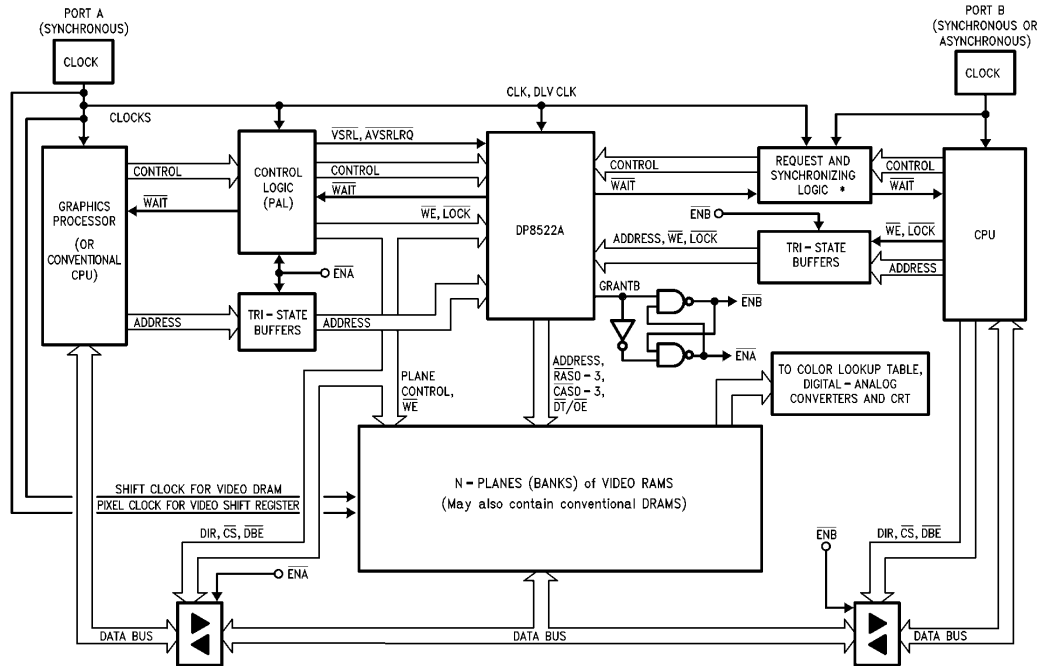 PORT A
(SYNCHRONOUS)
CLOCK
PORT B
(SYNCHRONOUS OR
ASYNCHRONOUS)
CLOCK
CLOCKS
CLK, DLV CLK
GRAPHICS
PROCESSOR
(OR
CONVENTIONAL
CPU)
CONTROL
WAIT
ADDRESS
CONTROL
LOGIC
(PAL)
ENA
TRI-STATE
BUFFERS
VSRL, AVSRLRQ
CONTROL
WAIT
WE, LOCK
ADDRESS
DP8522A
CONTROL
WAIT
ENB
ADDRESS, WE, LOCK
REQUEST AND
SYNCHRONIZING
LOGIC *
TRI-STATE
BUFFERS
CONTROL
WAIT
WE, LOCK
ADDRESS
CPU
GRANTB
ENB
ENA
PLANE
CONTROL,
WE
ADDRESS,
RAS0-3,
CAS0-3,
DT/OE
TO COLOR LOOKUP TABLE,
DIGITAL-ANALOG
CONVERTERS AND CRT
N-PLANES (BANKS) of VIDEO RAMS
(May also contain conventional DRAMS)
SHIFT CLOCK FOR VIDEO DRAM
PIXEL CLOCK FOR VIDEO SHIFT REGISTER
DIR, CS, DBE
ENA
ENB
DIR, CS, DBE
DATA BUS
DATA BUS
DATA BUS